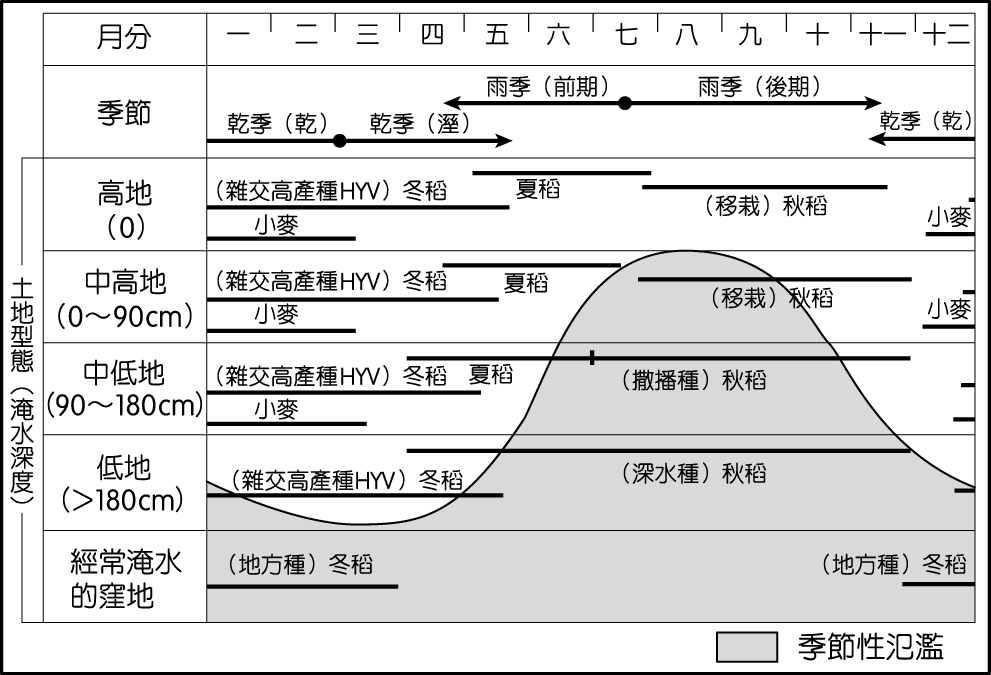 月分 一 二 三 四 五 六 七 八 九 十 十一 十二
季節
雨季（前期） 雨季（後期）
乾季（乾） 乾季（溼） 乾季（乾）
土地型態（淹水深度）
高地
（0）
（雜交高產種HYV）冬稻 夏稻
（移栽）秋稻
小麥 小麥
中高地
（0～90cm）
（雜交高產種HYV）冬稻 夏稻
（移栽）秋稻
小麥 小麥
中低地
（90～180cm）
（雜交高產種HYV）冬稻 夏稻 （撒播種）秋稻
小麥
低地
（＞180cm）
（雜交高產種HYV）冬稻 （深水種）秋稻
經常淹水
的窪地
（地方種）冬稻 （地方種）冬稻
季節性氾濫